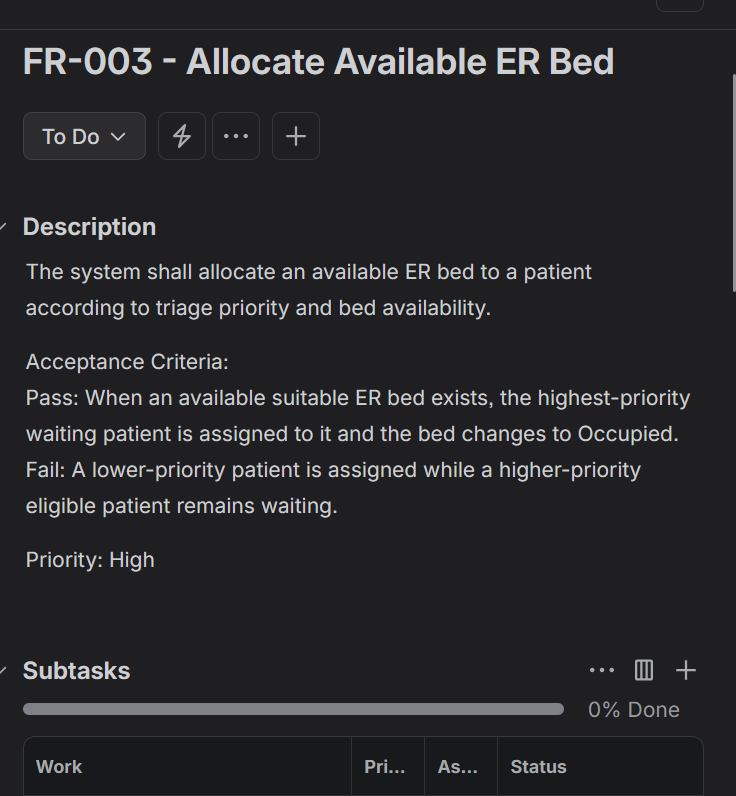 FR-003 - Allocate Available ER Bed
To Do
Description
The system shall allocate an available ER bed to a patient
according to triage priority and bed availability.
Acceptance Criteria:
Pass: When an available suitable ER bed exists, the highest-priority
waiting patient is assigned to it and the bed changes to Occupied.
Fail: A lower-priority patient is assigned while a higher-priority
eligible patient remains waiting.
Priority: High
Subtasks
0% Done
Work Pri... As... Status